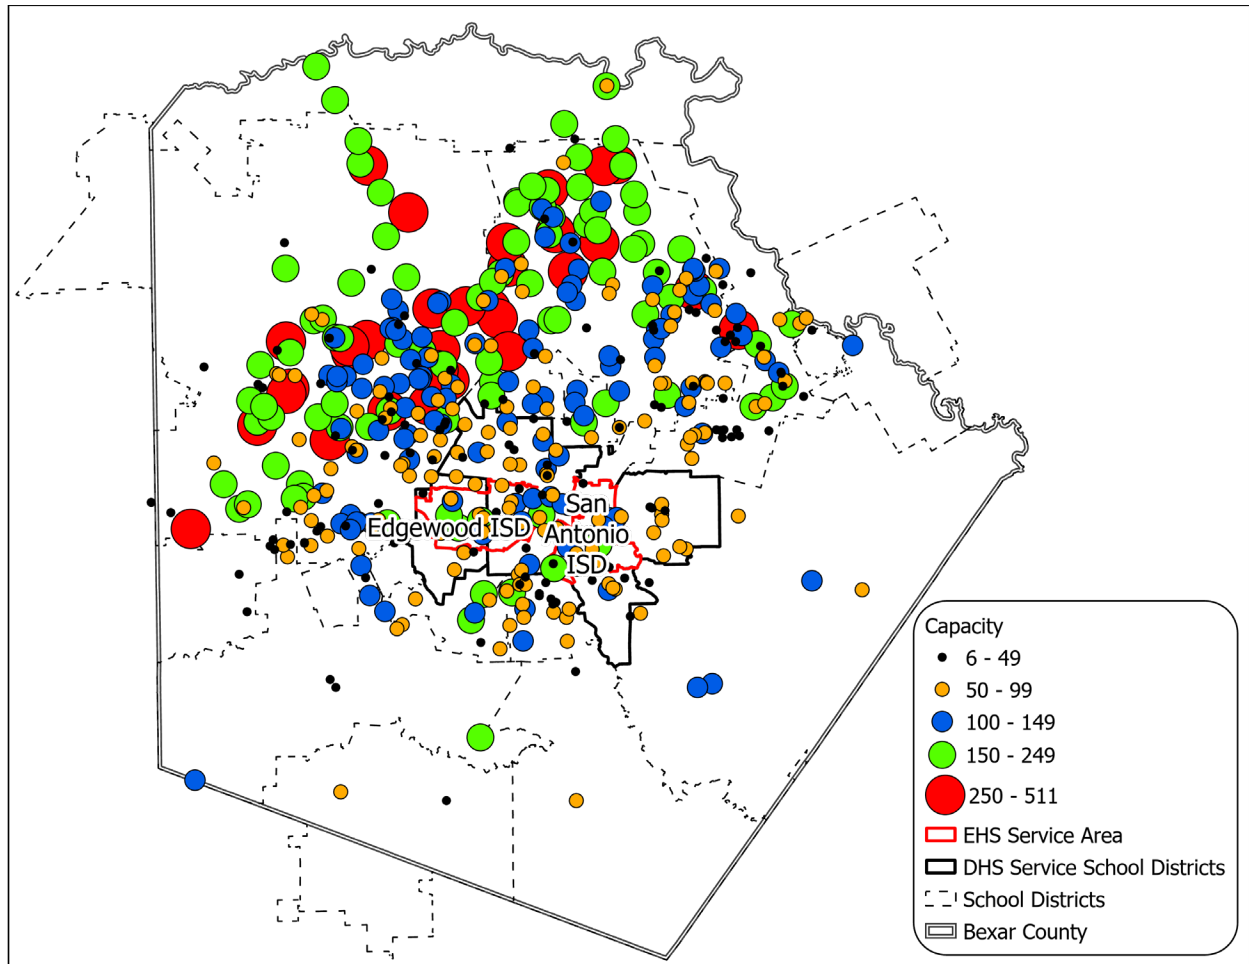 Edgewood ISD
San
Antonio
ISD
Capacity
6 - 49
50 - 99
100 - 149
150 - 249
250 - 511
EHS Service Area
DHS Service School Districts
School Districts
Bexar County